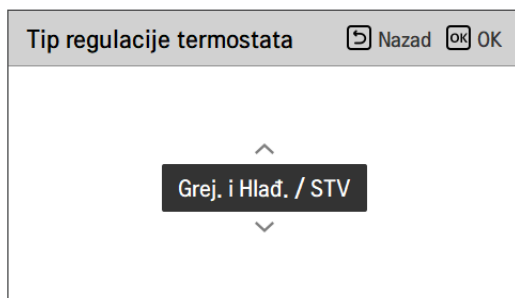 Tip regulacije termostata Nazad OK OK
Grej. i Hlađ. / STV